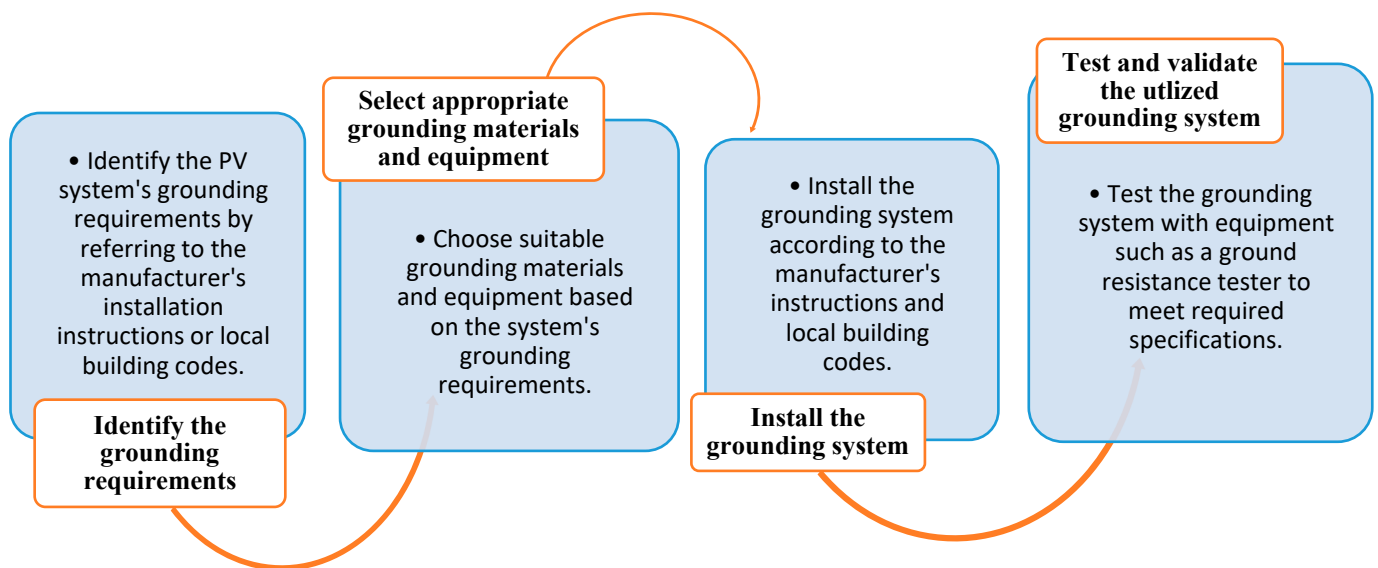 • Identify the PV
system's grounding
requirements by
referring to the
manufacturer's
installation
instructions or local
building codes.
Identify the
grounding
requirements
Select appropriate
grounding materials
and equipment
• Choose suitable
grounding materials
and equipment based
on the system's
grounding
requirements.
• Install the
grounding system
according to the
manufacturer's
instructions and
local building
codes.
Install the
grounding system
Test and validate
the utlized
grounding system
• Test the grounding
system with equipment
such as a ground
resistance tester to
meet required
specifications.